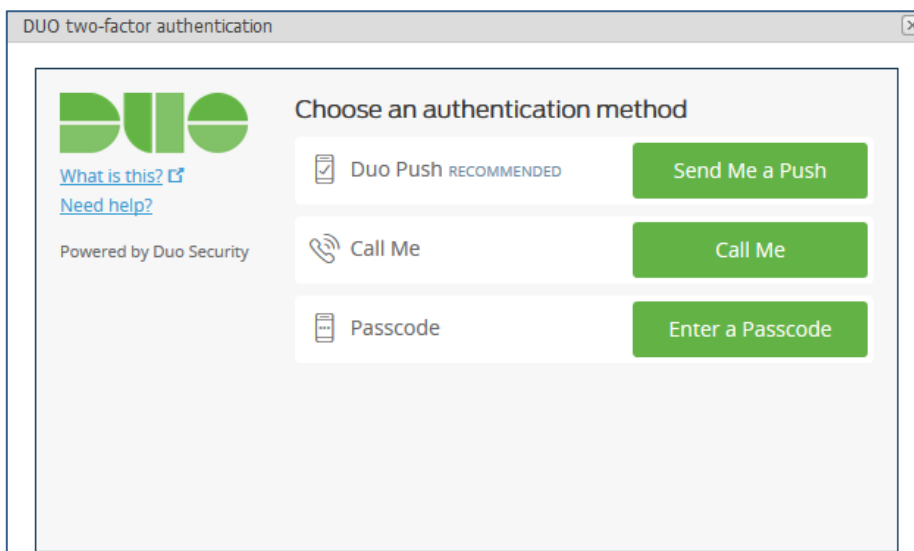 DUO two-factor authentication
DUO
What is this?
Need help?
Powered by Duo Security
Choose an authentication method
Duo Push RECOMMENDED
Send Me a Push
Call Me
Call Me
Passcode
Enter a Passcode